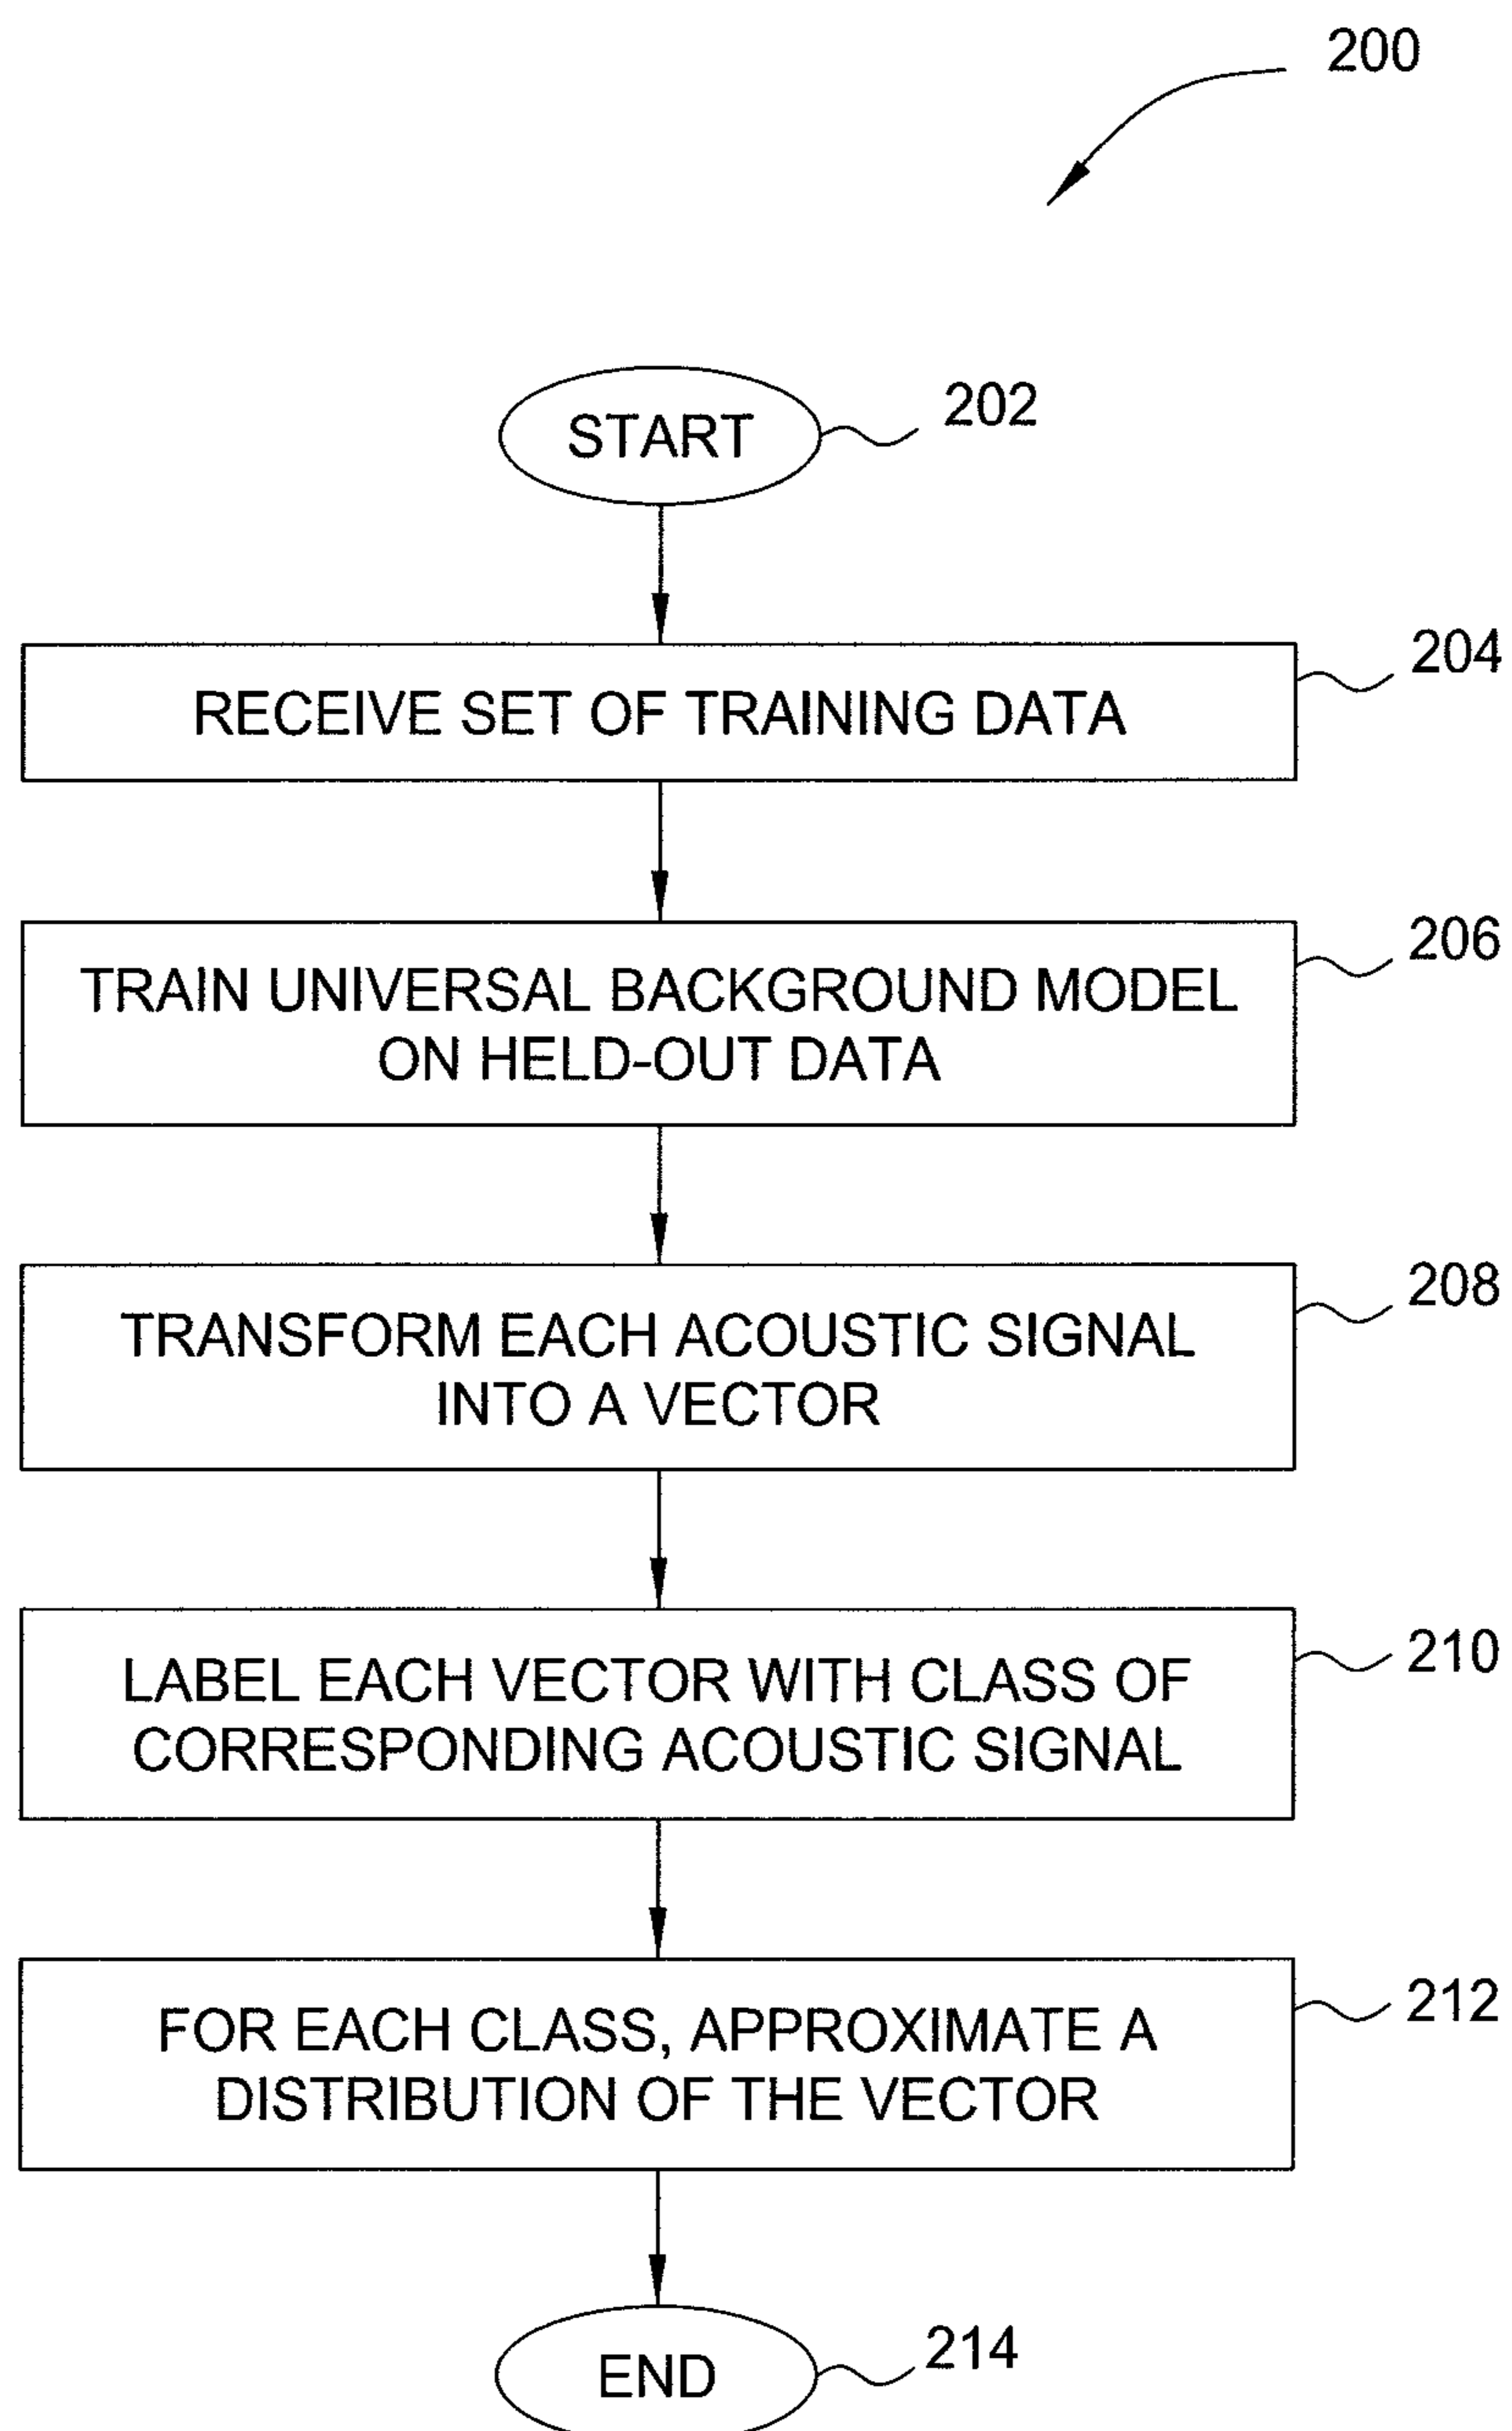 200
START
202
RECEIVE SET OF TRAINING DATA
204
TRAIN UNIVERSAL BACKGROUND MODEL
ON HELD-OUT DATA
206
TRANSFORM EACH ACOUSTIC SIGNAL
INTO A VECTOR
208
LABEL EACH VECTOR WITH CLASS OF
CORRESPONDING ACOUSTIC SIGNAL
210
FOR EACH CLASS, APPROXIMATE A
DISTRIBUTION OF THE VECTOR
212
END
214